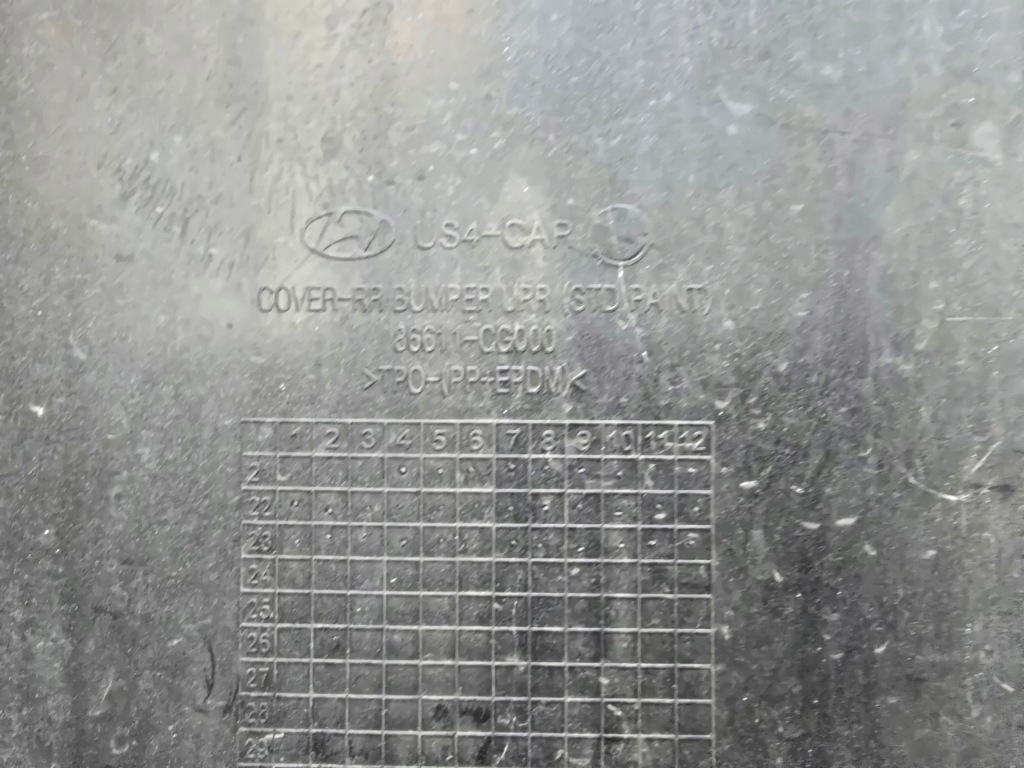 US4-CAP
COVER-RR BUMPER UPR (STD PAINT)
86611-CG000
>TPO-(PP+EPDM)<
1 2 3 4 5 6 7 8 9 10 11 12
22
23
24
25
26
27
28
29